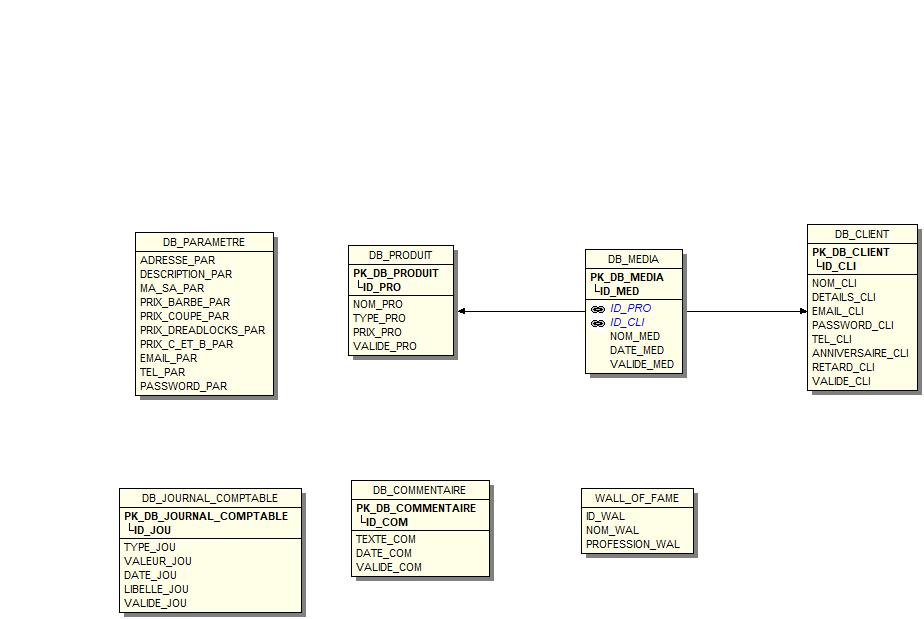 DB_PARAMETRE
ADRESSE_PAR
DESCRIPTION_PAR
MA_SA_PAR
PRIX_BARBE_PAR
PRIX_COUPE_PAR
PRIX_DREADLOCKS_PAR
PRIX_C_ET_B_PAR
EMAIL_PAR
TEL_PAR
PASSWORD_PAR
DB_PRODUIT
PK_DB_PRODUIT
ID_PRO
NOM_PRO
TYPE_PRO
PRIX_PRO
VALIDE_PRO
DB_MEDIA
PK_DB_MEDIA
ID_MED
ID_PRO
ID_CLI
NOM_MED
DATE_MED
VALIDE_MED
DB_CLIENT
PK_DB_CLIENT
ID_CLI
NOM_CLI
DETAILS_CLI
EMAIL_CLI
PASSWORD_CLI
TEL_CLI
ANNIVERSAIRE_CLI
RETARD_CLI
VALIDE_CLI
DB_JOURNAL_COMPTABLE
PK_DB_JOURNAL_COMPTABLE
ID_JOU
TYPE_JOU
VALEUR_JOU
DATE_JOU
LIBELLE_JOU
VALIDE_JOU
DB_COMMENTAIRE
PK_DB_COMMENTAIRE
ID_COM
TEXTE_COM
DATE_COM
VALIDE_COM
WALL_OF_FAME
ID_WAL
NOM_WAL
PROFESSION_WAL